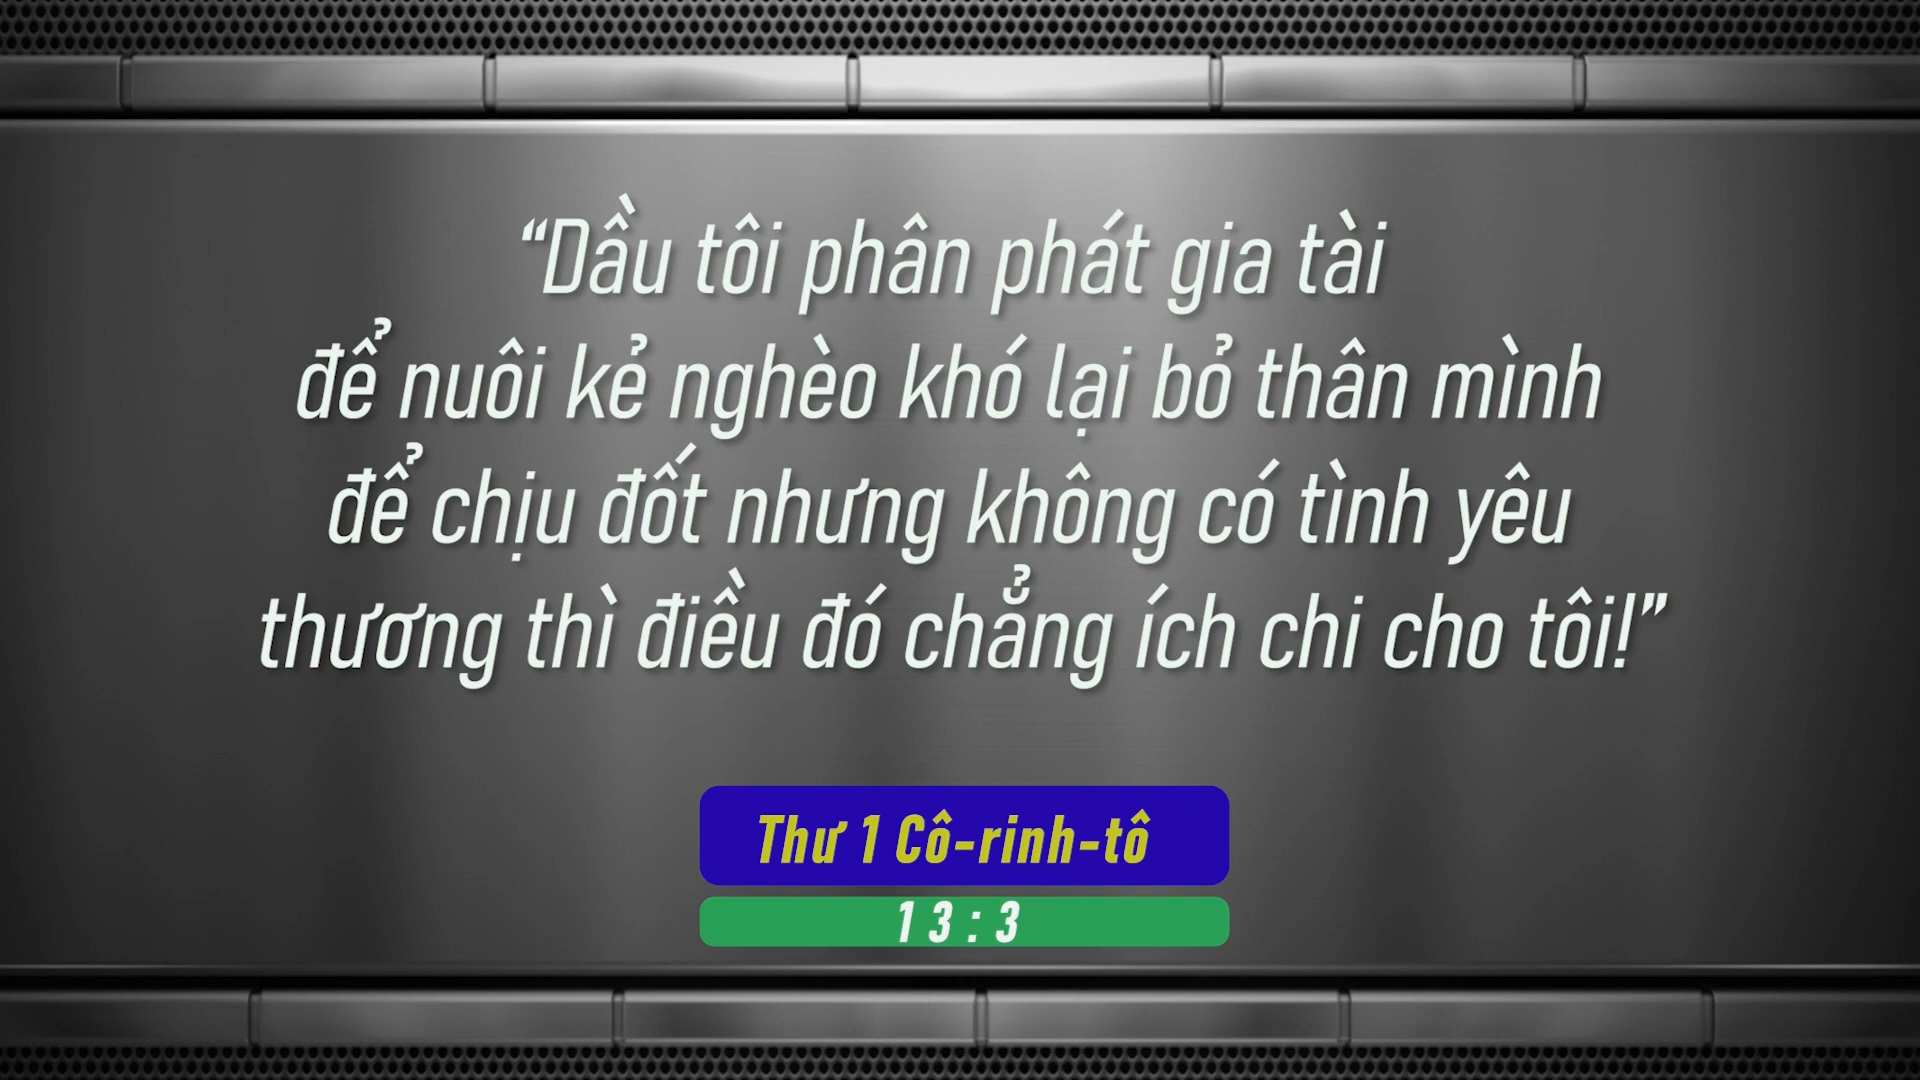 “Dầu tôi phân phát gia tài
để nuôi kẻ nghèo khó lại bỏ thân mình
để chịu đốt nhưng không có tình yêu
thương thì điều đó chẳng ích chi cho tôi!”
Thư 1 Cô-rinh-tô
13:3